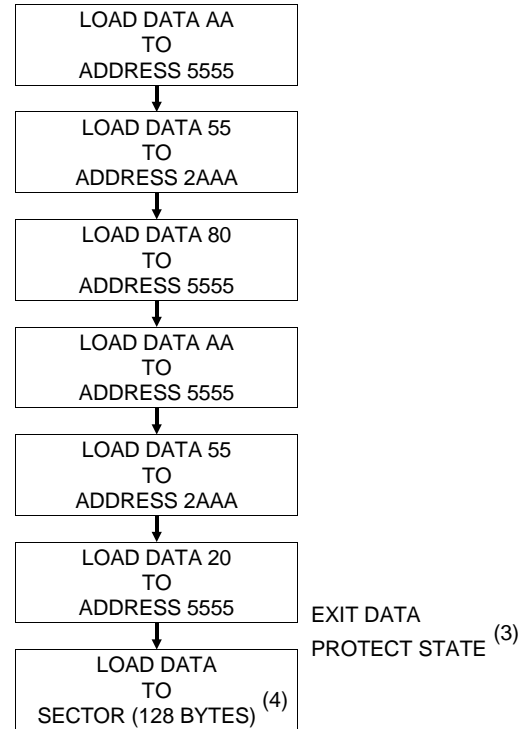 LOAD DATA AA
TO
ADDRESS 5555
LOAD DATA 55
TO
ADDRESS 2AAA
LOAD DATA 80
TO
ADDRESS 5555
LOAD DATA AA
TO
ADDRESS 5555
LOAD DATA 55
TO
ADDRESS 2AAA
LOAD DATA 20
TO
ADDRESS 5555
EXIT DATA
PROTECT STATE (3)
LOAD DATA
TO
SECTOR (128 BYTES) (4)